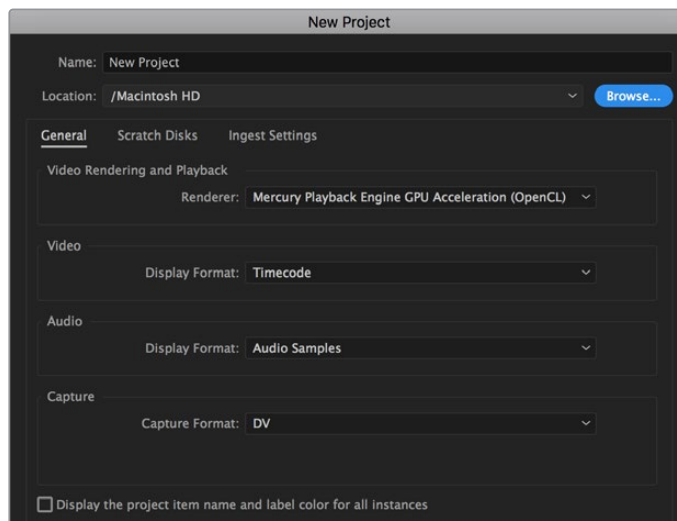 New Project
Name: New Project
Location: /Macintosh HD Browse...
General Scratch Disks Ingest Settings
Video Rendering and Playback
Renderer: Mercury Playback Engine GPU Acceleration (OpenCL)
Video
Display Format: Timecode
Audio
Display Format: Audio Samples
Capture
Capture Format: DV
Display the project item name and label color for all instances